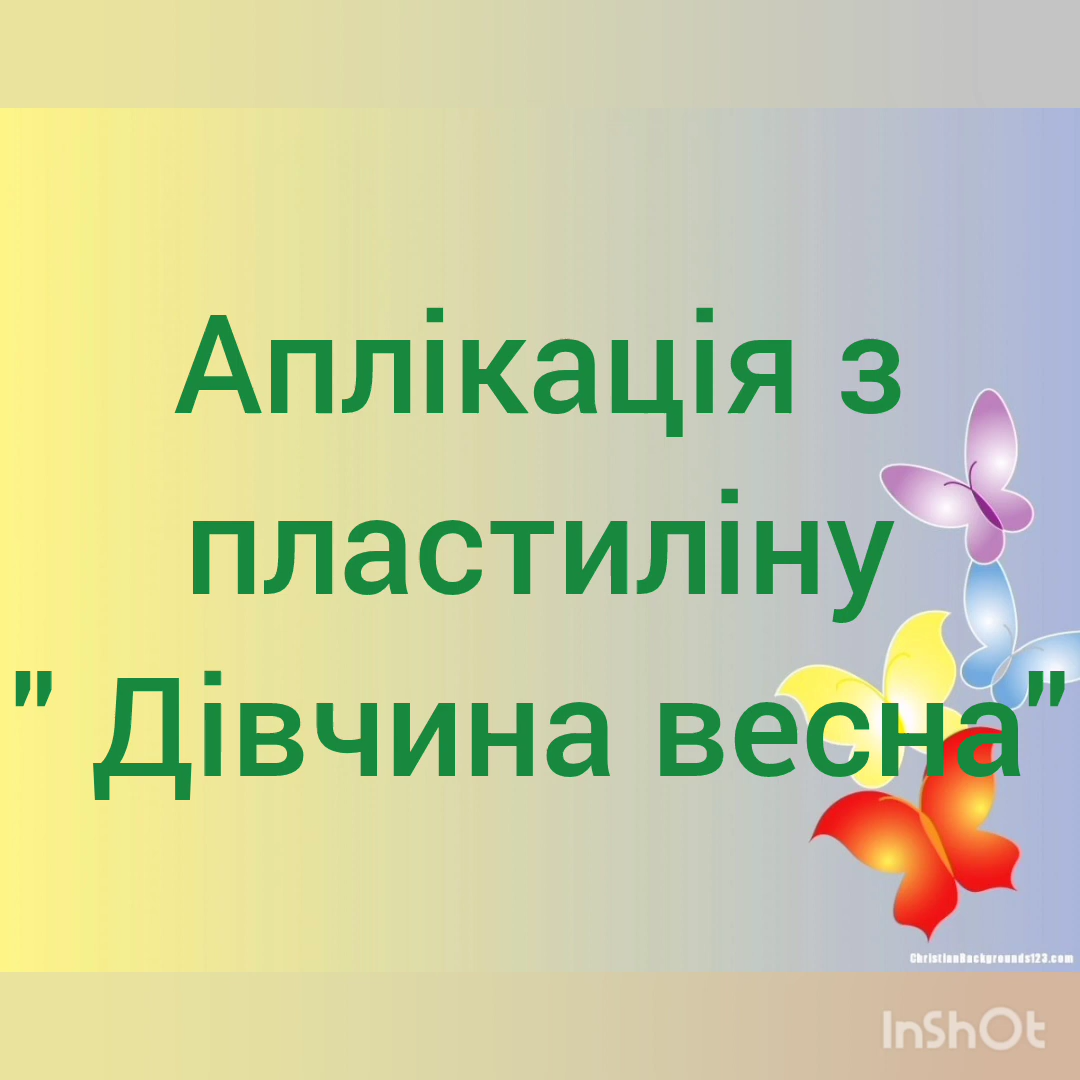 Аплікація з
пластиліну
" Дівчина весна"
ChristianBackgrounds123.com
InShOt